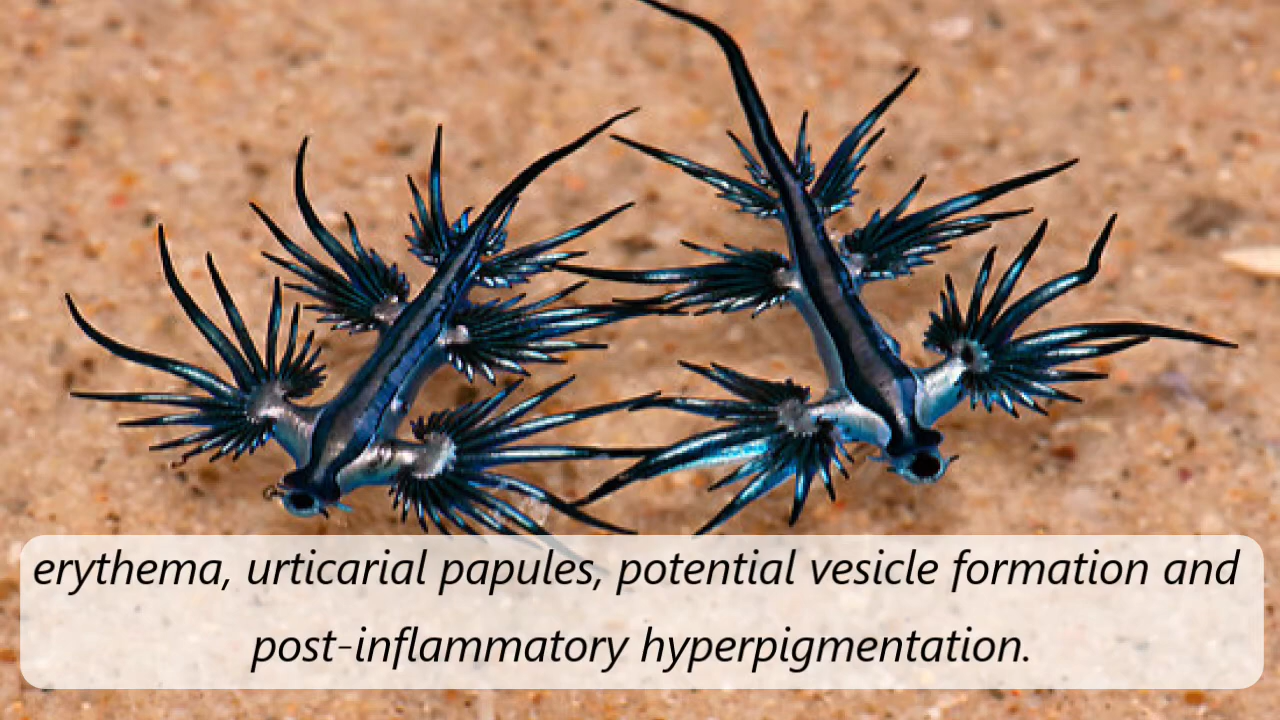 erythema, urticarial papules, potential vesicle formation and
post-inflammatory hyperpigmentation.